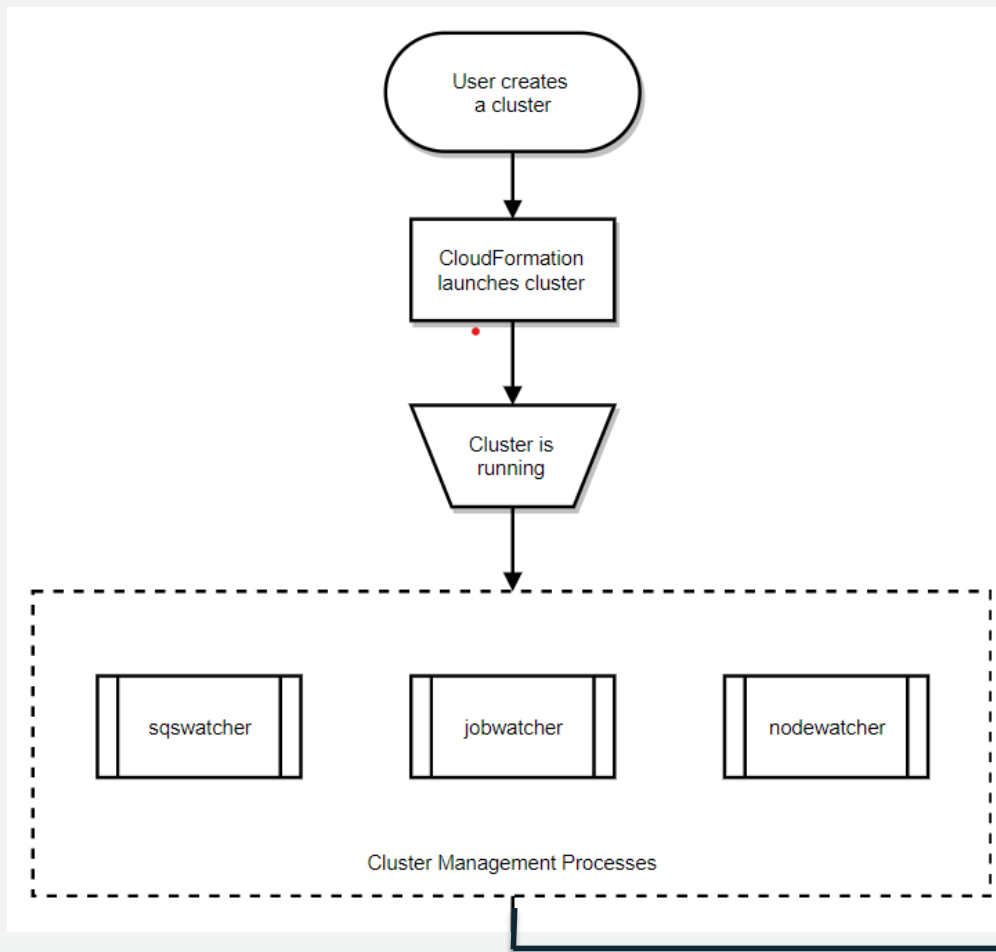 User creates
a cluster
CloudFormation
launches cluster
Cluster is
running
sqswatcher
jobwatcher
nodewatcher
Cluster Management Processes